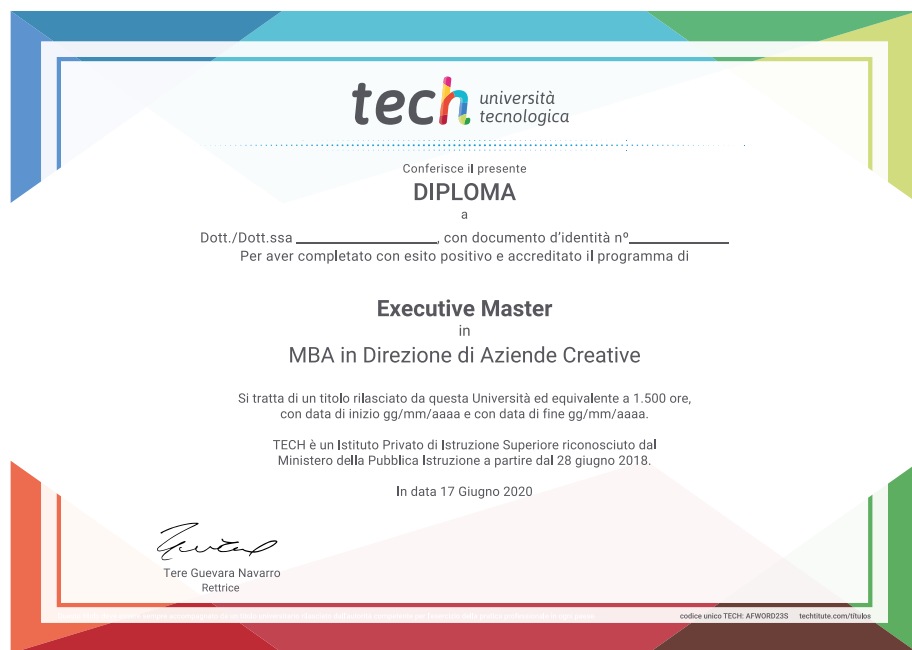 tech università
tecnologica
Conferisce il presente
DIPLOMA
a
Dott./Dott.ssa ____________________, con documento d'identità nº______________
Per aver completato con esito positivo e accreditato il programma di
Executive Master
in
MBA in Direzione di Aziende Creative
Si tratta di un titolo rilasciato da questa Università ed equivalente a 1.500 ore,
con data di inizio gg/mm/aaaa e con data di fine gg/mm/aaaa.
TECH è un Istituto Privato di Istruzione Superiore riconosciuto dal
Ministero della Pubblica Istruzione a partire dal 28 giugno 2018.
In data 17 Giugno 2020
Tere Guevara Navarro
Rettrice
codice unico TECH: AFWORD23S techtitute.com/títulos